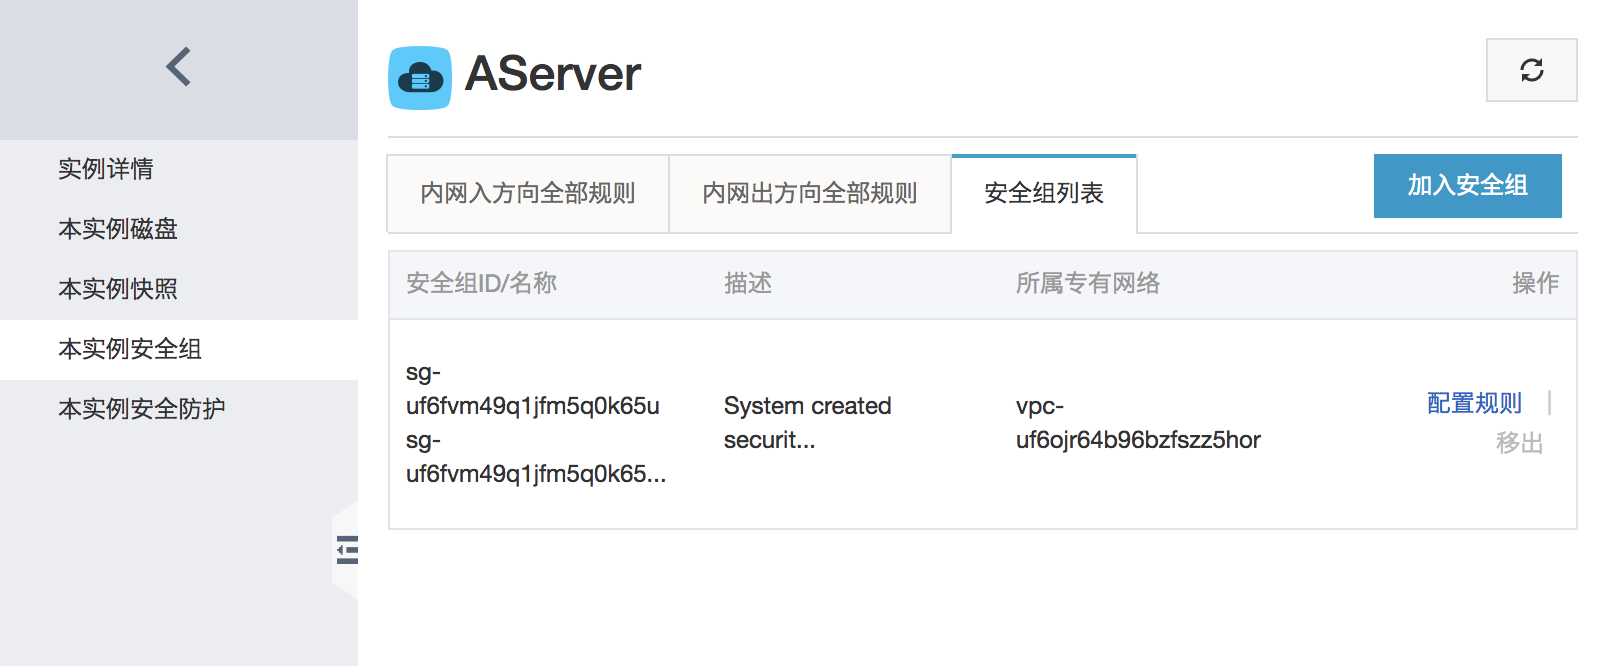 AServer
实例详情
本实例磁盘
本实例快照
本实例安全组
本实例安全防护
内网入方向全部规则
内网出方向全部规则
安全组列表
加入安全组
安全组ID/名称
描述
所属专有网络
操作
sg-
uf6fvm49q1jfm5q0k65u
sg-
uf6fvm49q1jfm5q0k65...
System created
securit...
vpc-
uf6ojr64b96bzfszz5hor
配置规则 |
移出